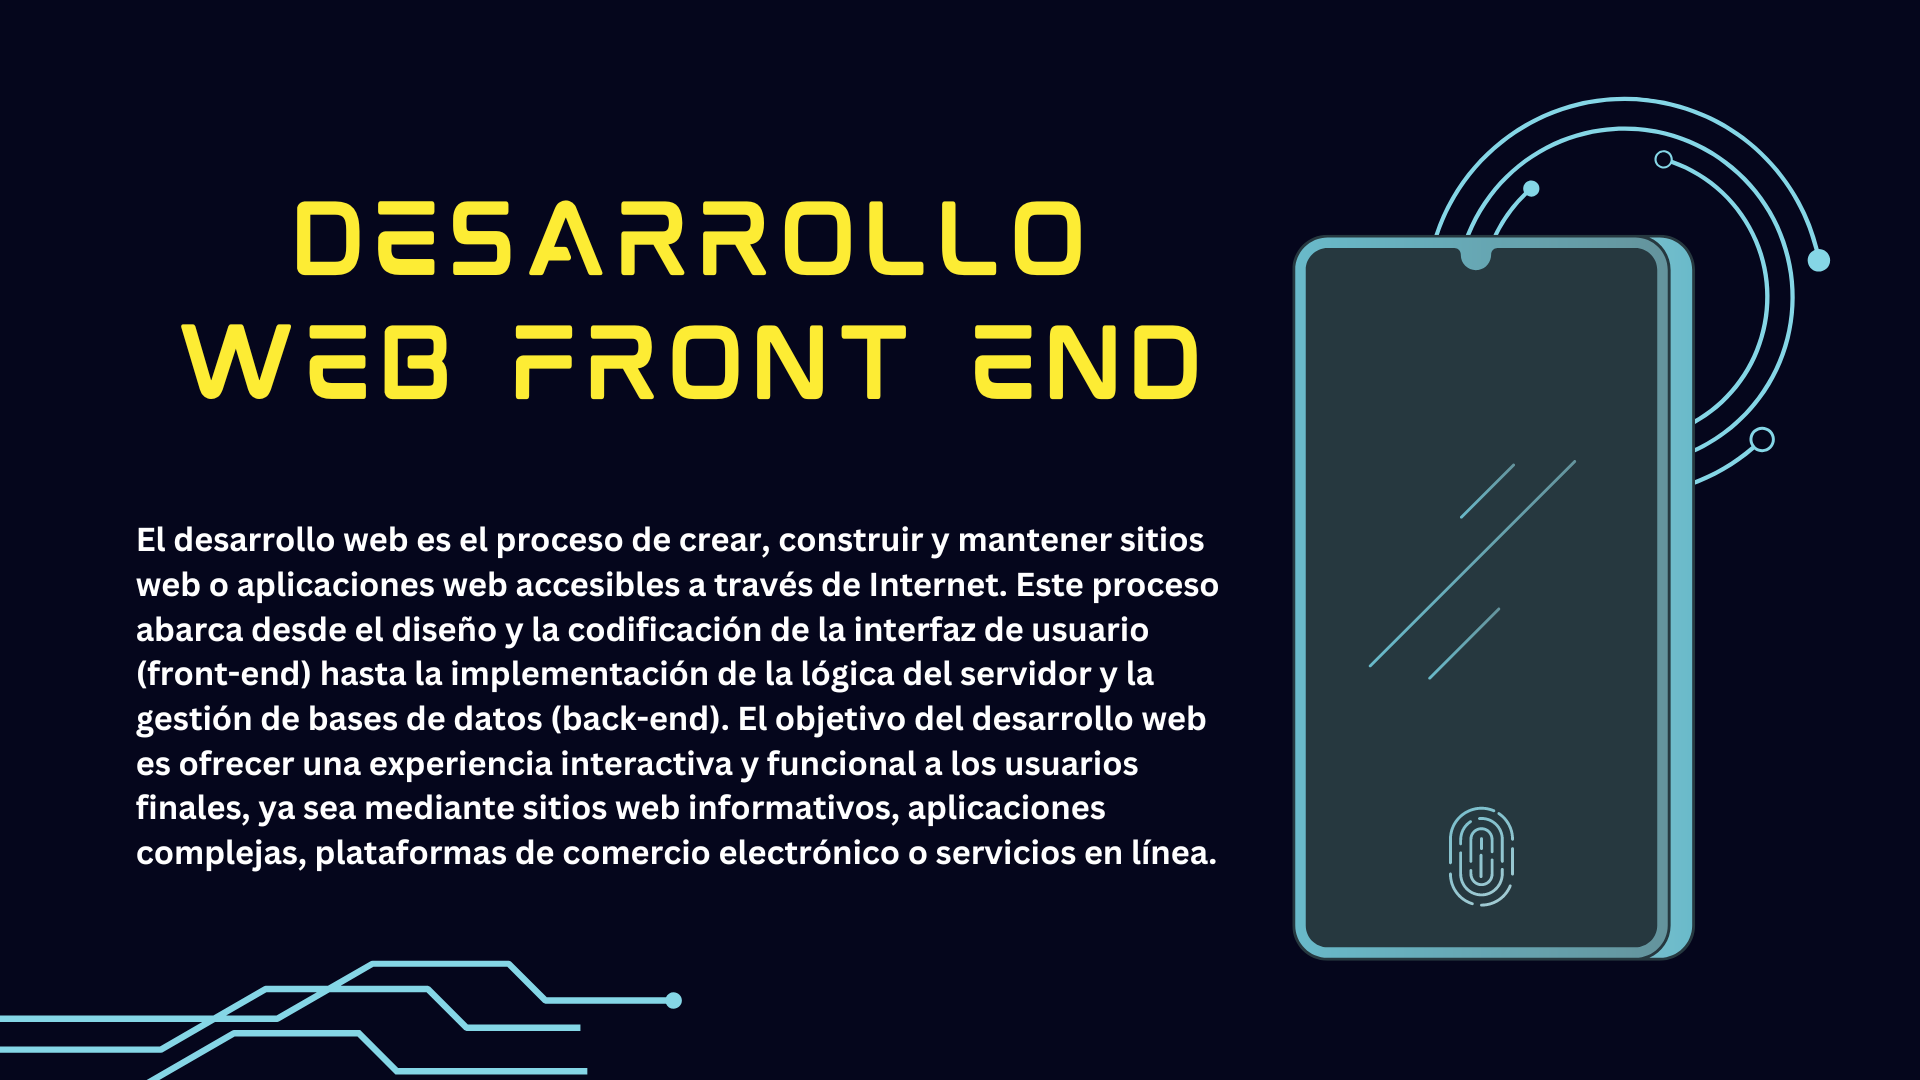 DESARROLLO
WEB FRONT END
El desarrollo web es el proceso de crear, construir y mantener sitios
web o aplicaciones web accesibles a través de Internet. Este proceso
abarca desde el diseño y la codificación de la interfaz de usuario
(front-end) hasta la implementación de la lógica del servidor y la
gestión de bases de datos (back-end). El objetivo del desarrollo web
es ofrecer una experiencia interactiva y funcional a los usuarios
finales, ya sea mediante sitios web informativos, aplicaciones
complejas, plataformas de comercio electrónico o servicios en línea.